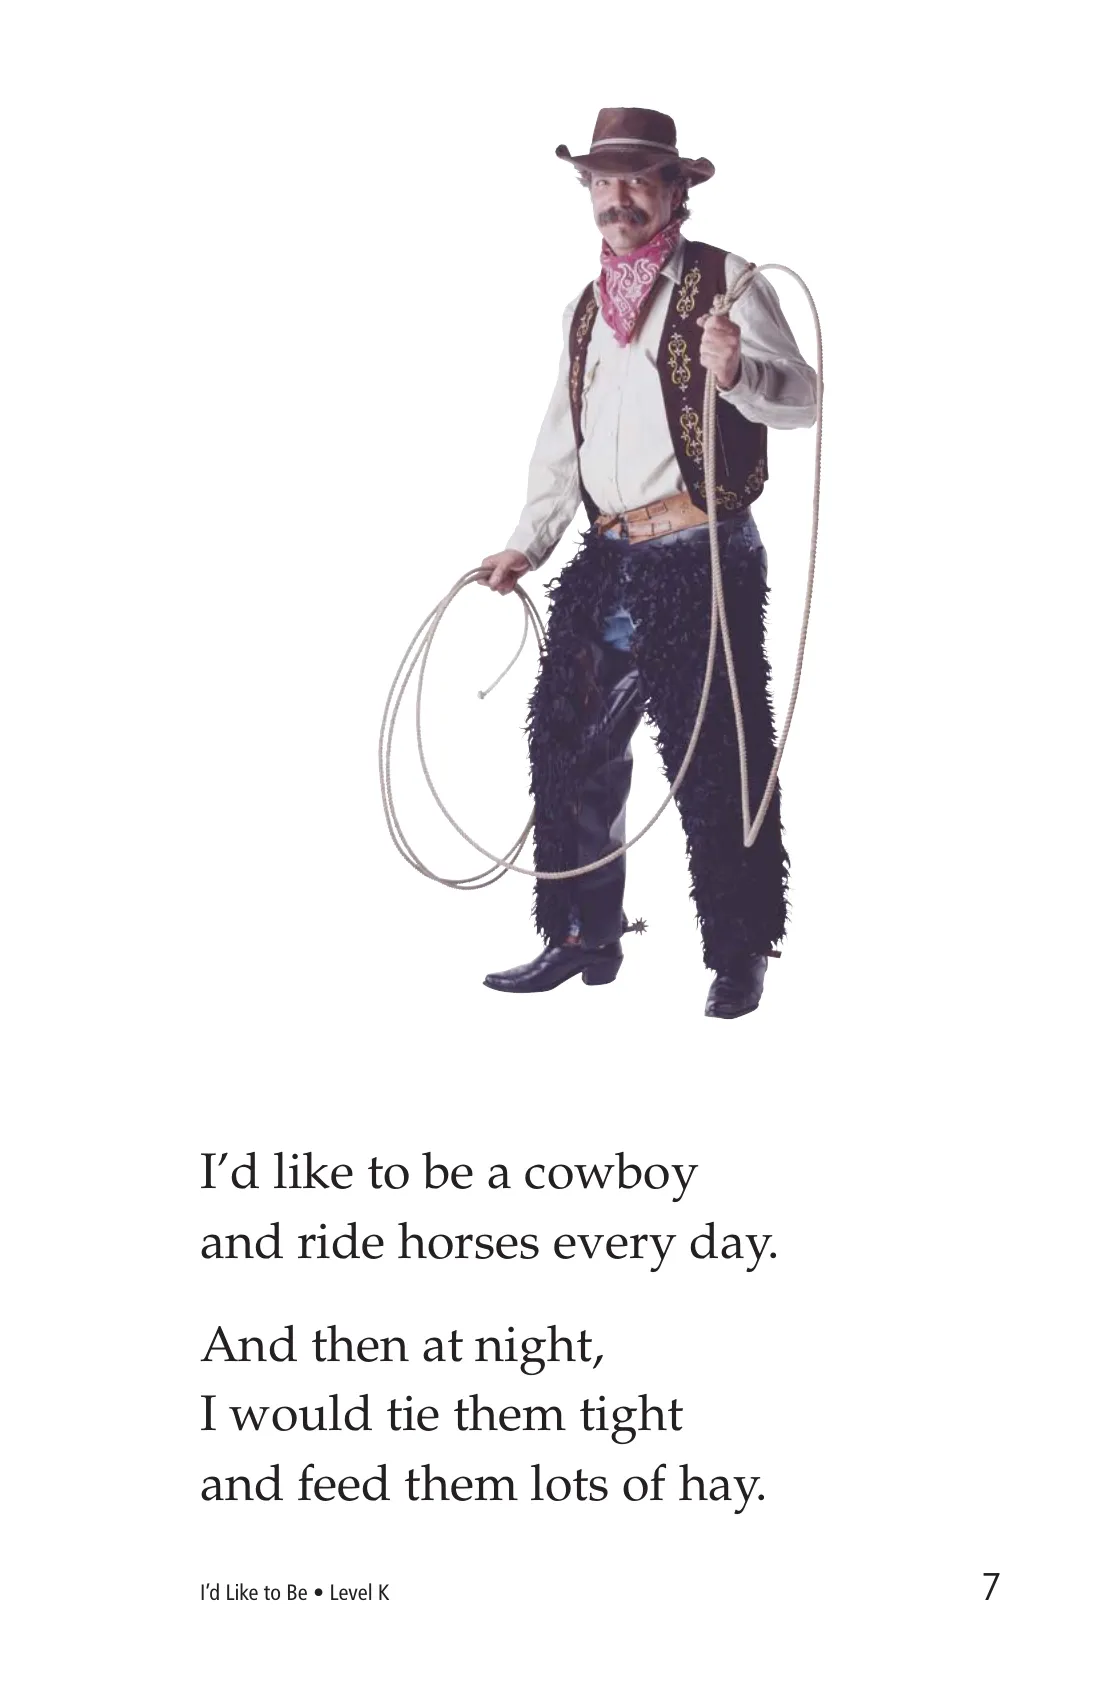 I’d like to be a cowboy
and ride horses every day.
And then at night,
I would tie them tight
and feed them lots of hay.
I’d Like to Be • Level K
7